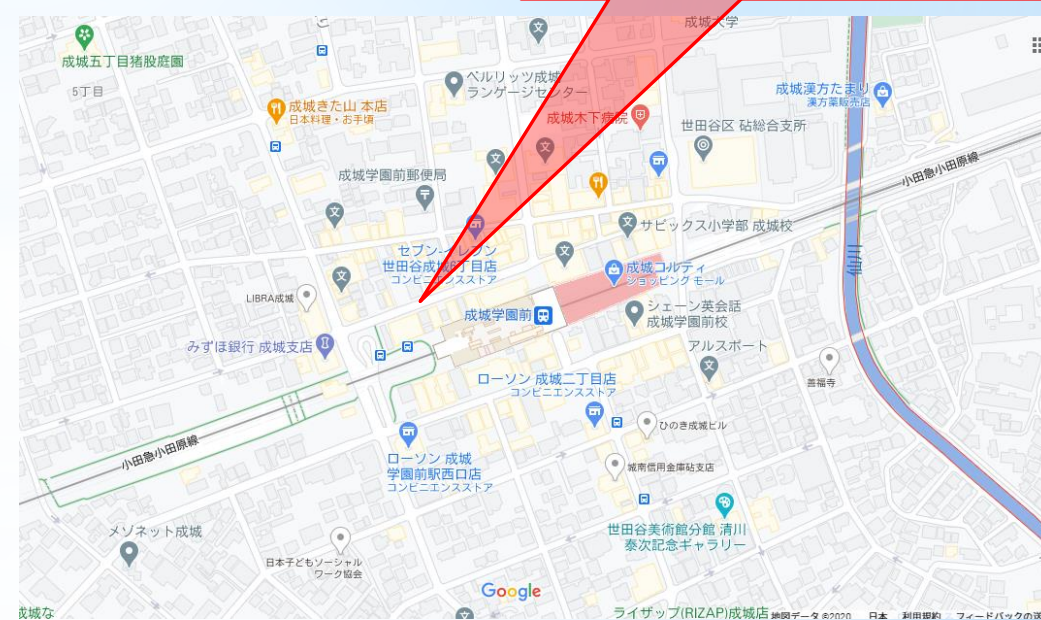 成城大学
成城五丁目猪股庭園
5丁目
ベルリッツ成城
ランゲージセンター
成城漢方たまり
漢方薬販売店
成城きた山 本店
日本料理・お手頃
成城木下病院
世田谷区 砧総合支所
小田急小田原線
成城学園前郵便局
サピックス小学部 成城校
セブン-イレブン
世田谷成城6丁目店
コンビニエンスストア
仙川
成城コルティ
ショッピング モール
LIBRA成城
成城学園前
シェーン英会話
成城学園前校
みずほ銀行 成城支店
アルスポート
ローソン 成城二丁目店
コンビニエンスストア
善福寺
ひのき成城ビル
小田急小田原線
ローソン 成城
学園前駅西口店
コンビニエンスストア
城南信用金庫砧支店
メゾネット成城
世田谷美術館分館 清川
泰次記念ギャラリー
日本子どもソーシャル
ワーク協会
Google
成城な
ライザップ(RIZAP)成城店
地図データ ©2020 日本 利用規約 フィードバックの送